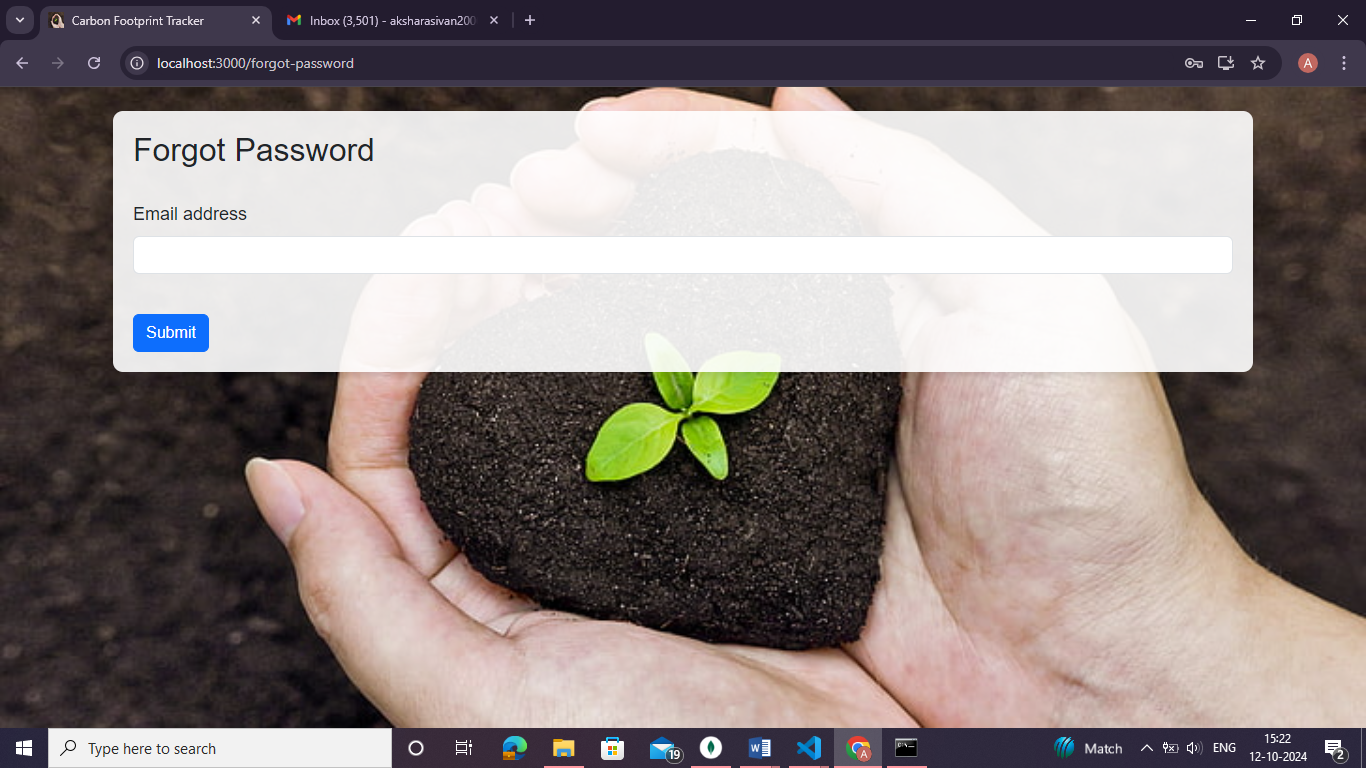 Carbon Footprint Tracker
Inbox (3,501) - aksharasivan200
localhost:3000/forgot-password
A
Forgot Password
Email address
Submit
Type here to search
19
A
Match
ENG
15:22
12-10-2024
2